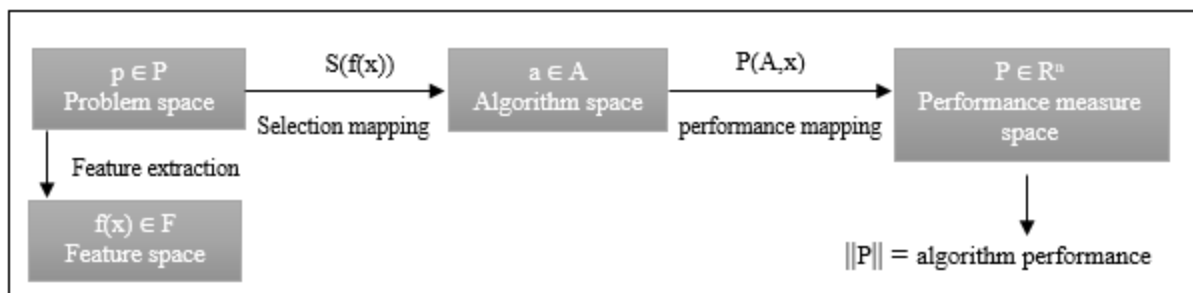 p ∈ P
Problem space
S(f(x))
Selection mapping
a ∈ A
Algorithm space
P(A,x)
performance mapping
P ∈ Rⁿ
Performance measure
space
Feature extraction
f(x) ∈ F
Feature space
||P|| = algorithm performance